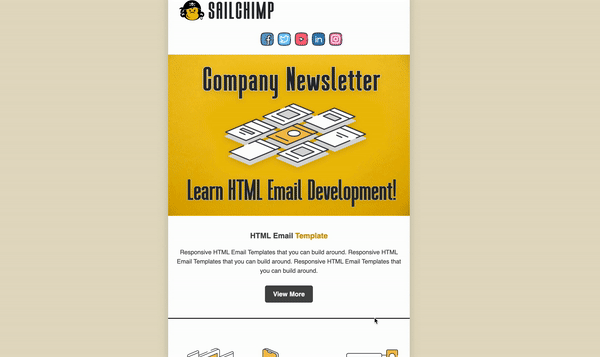 SAILCHIMP
Company Newsletter
Learn HTML Email Development!
HTML Email Template
Responsive HTML Email Templates that you can build around. Responsive HTML
Email Templates that you can build around. Responsive HTML Email Templates that
you can build around.
View More